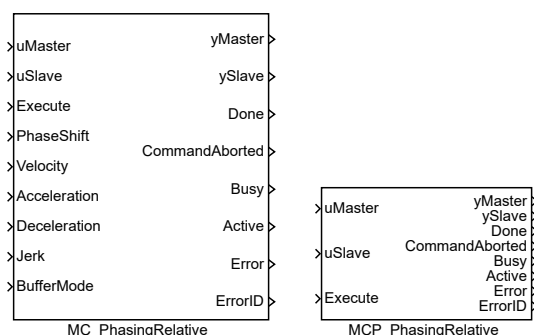 uMaster
uSlave
Execute
PhaseShift
Velocity
Acceleration
Deceleration
Jerk
BufferMode
yMaster
ySlave
Done
CommandAborted
Busy
Active
Error
ErrorID
MC_PhasingRelative
uMaster
uSlave
Execute
yMaster
ySlave
Done
CommandAborted
Busy
Active
Error
ErrorID
MCP_PhasingRelative